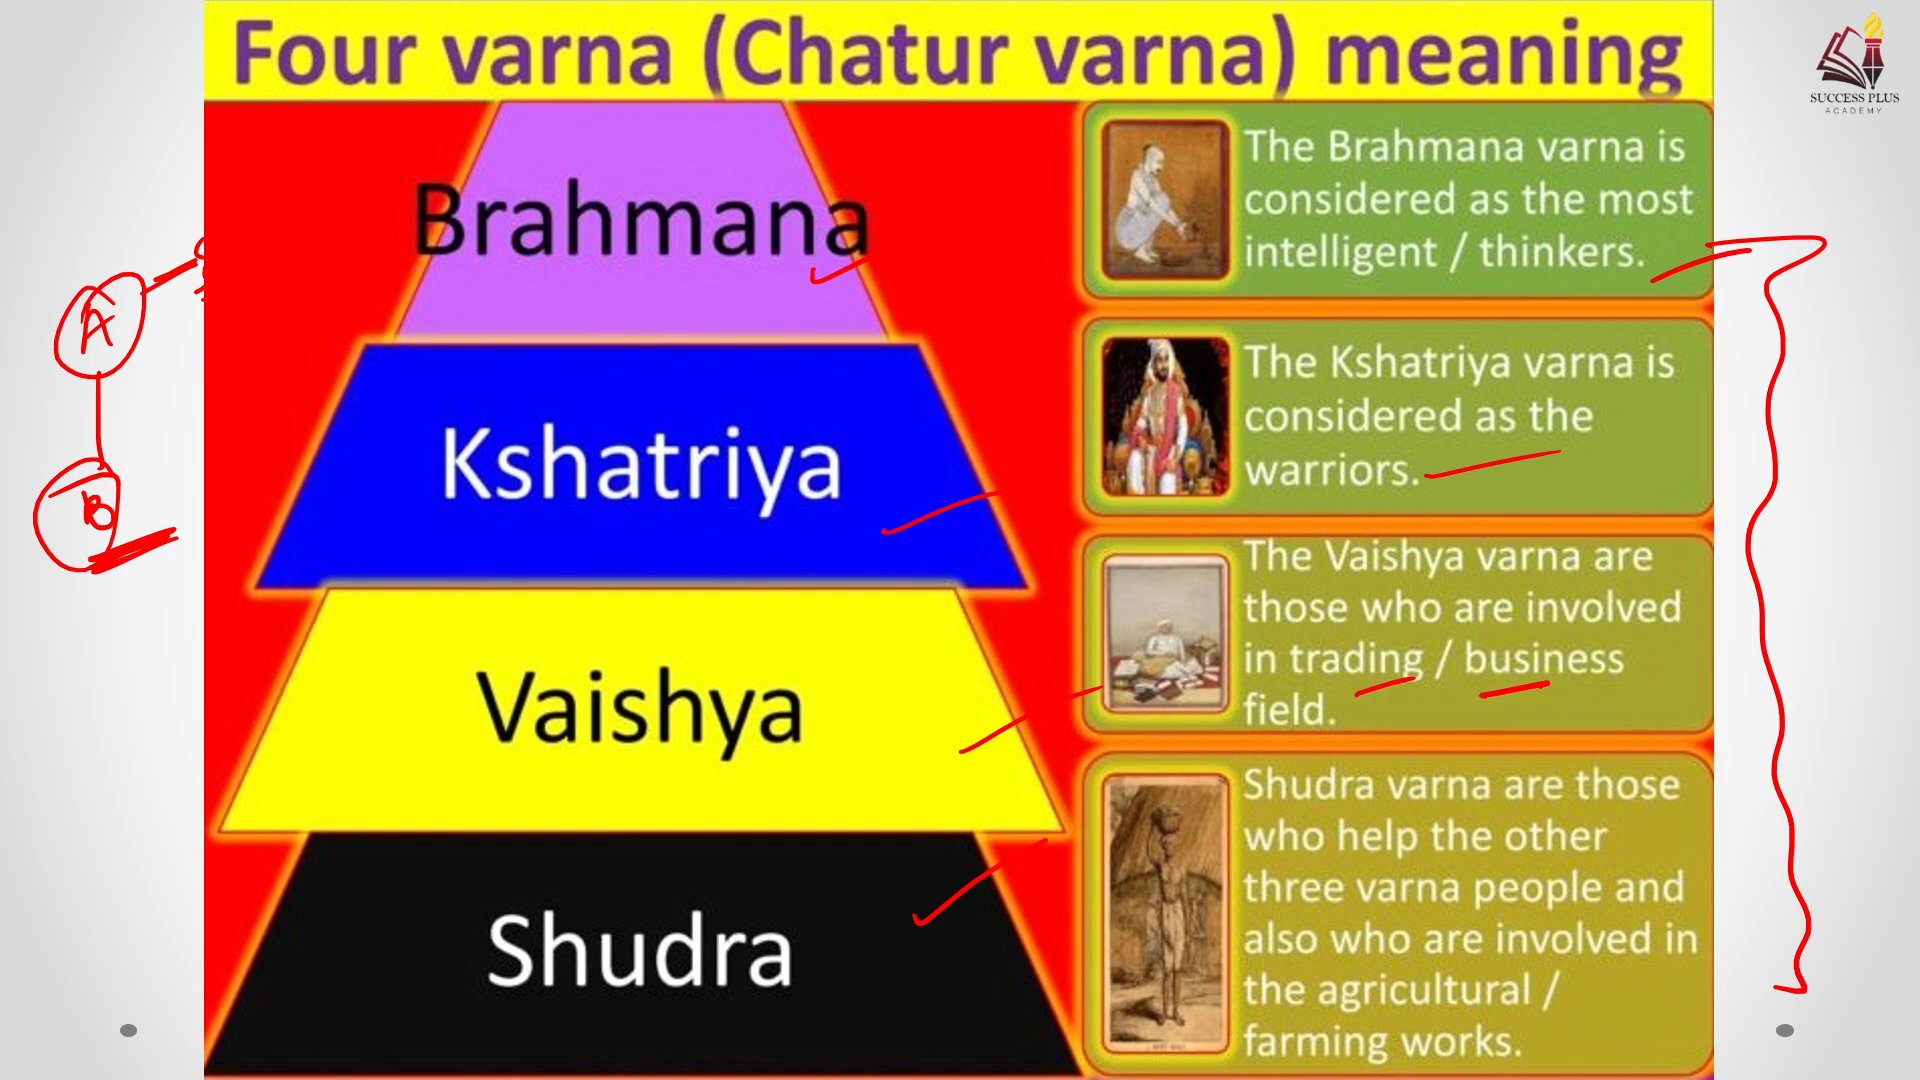 Four varna (Chatur varna) meaning
SUCCESS PLUS
ACADEMY
Brahmana
The Brahmana varna is
considered as the most
intelligent / thinkers.
A
Kshatriya
The Kshatriya varna is
considered as the
warriors.
B
Vaishya
The Vaishya varna are
those who are involved
in trading / business
field.
Shudra
Shudra varna are those
who help the other
three varna people and
also who are involved in
the agricultural /
farming works.